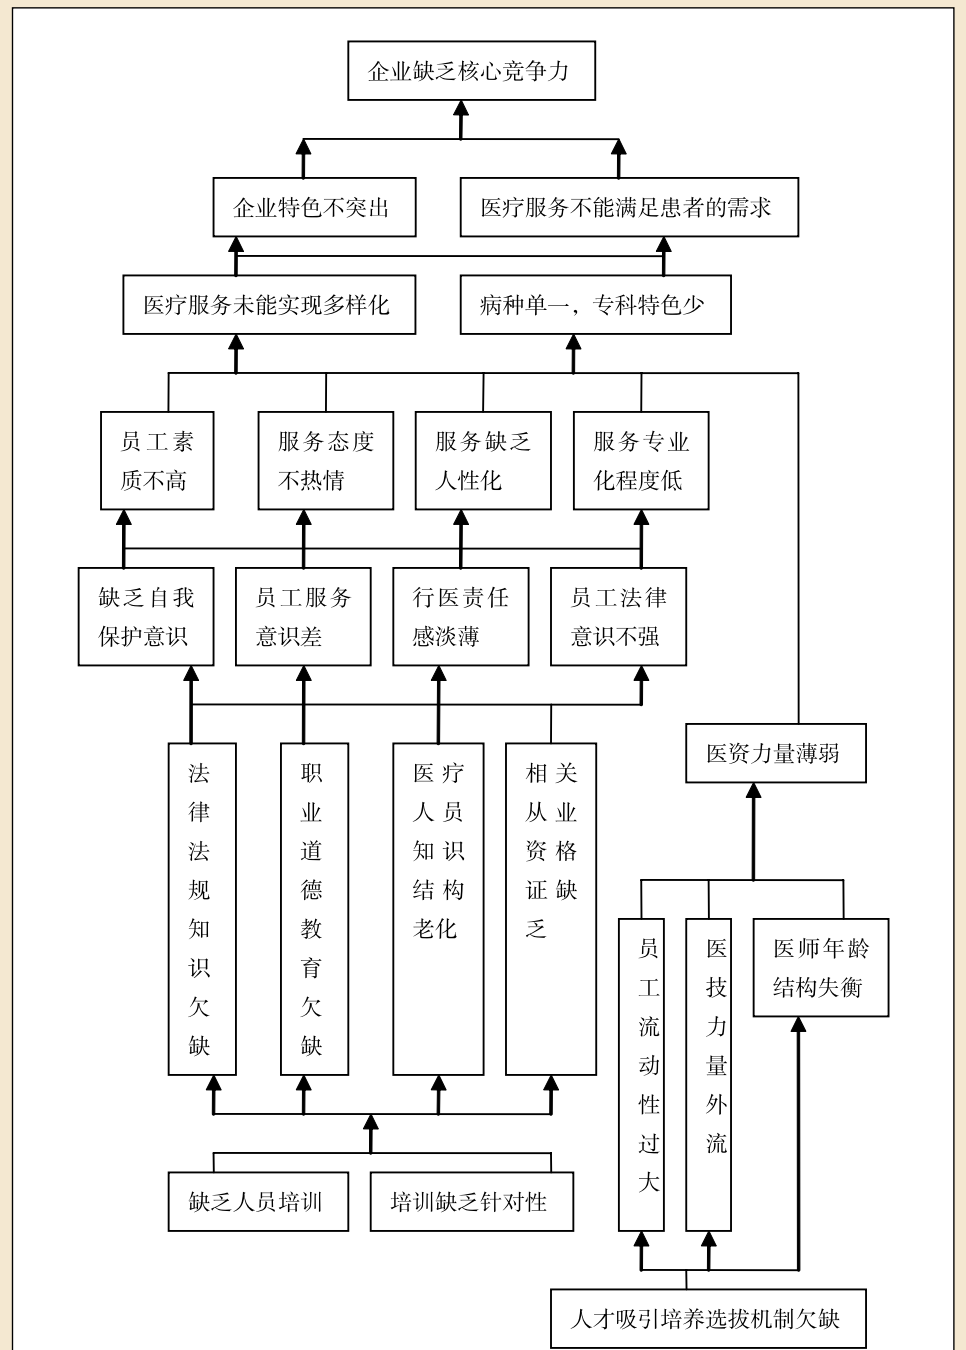 企业缺乏核心竞争力
企业特色不突出
医疗服务不能满足患者的需求
医疗服务未能实现多样化
病种单一，专科特色少
员工素
质不高
服务态度
不热情
服务缺乏
人性化
服务专业
化程度低
缺乏自我
保护意识
员工服务
意识差
行医责任
感淡薄
员工法律
意识不强
医资力量薄弱
法
律
法
规
知
识
欠
缺
职
业
道
德
教
育
欠
缺
医疗
人员
知识
结构
老化
相关
从业
资格
证缺
乏
员
工
流
动
性
过
大
医
技
力
量
外
流
医师年龄
结构失衡
缺乏人员培训
培训缺乏针对性
人才吸引培养选拔机制欠缺